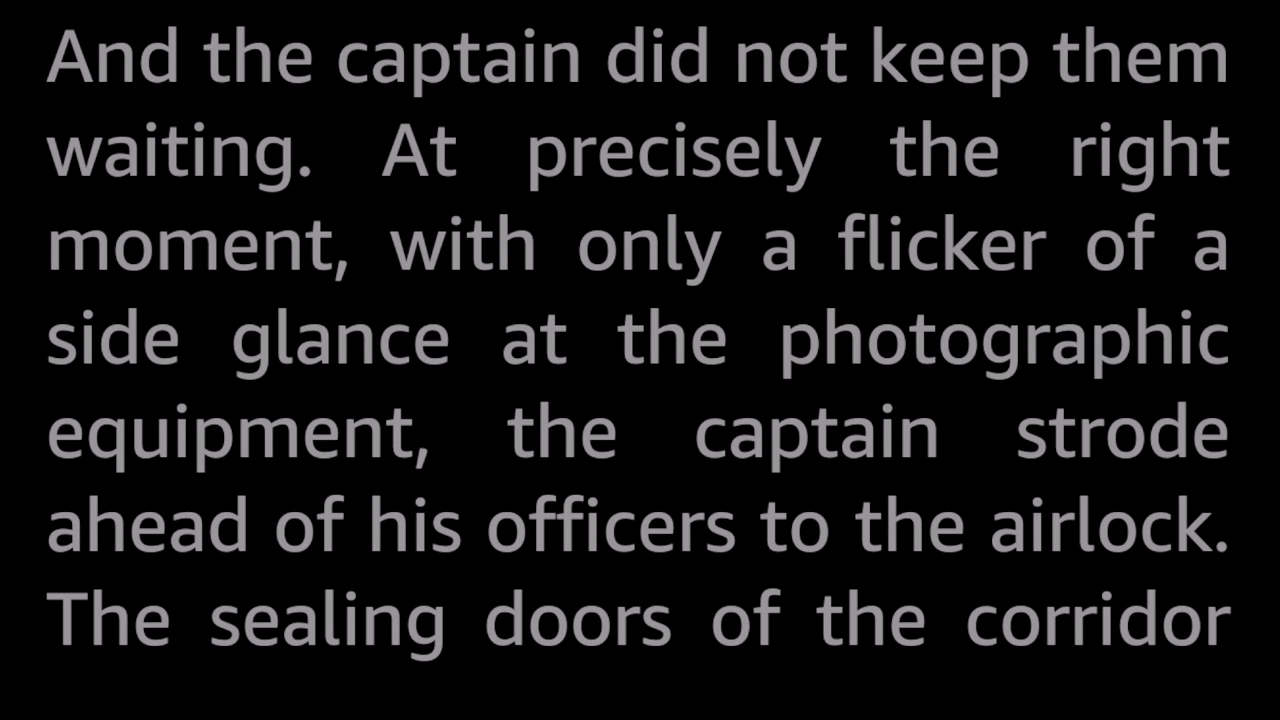 And the captain did not keep them
waiting. At precisely the right
moment, with only a flicker of a
side glance at the photographic
equipment, the captain strode
ahead of his officers to the airlock.
The sealing doors of the corridor